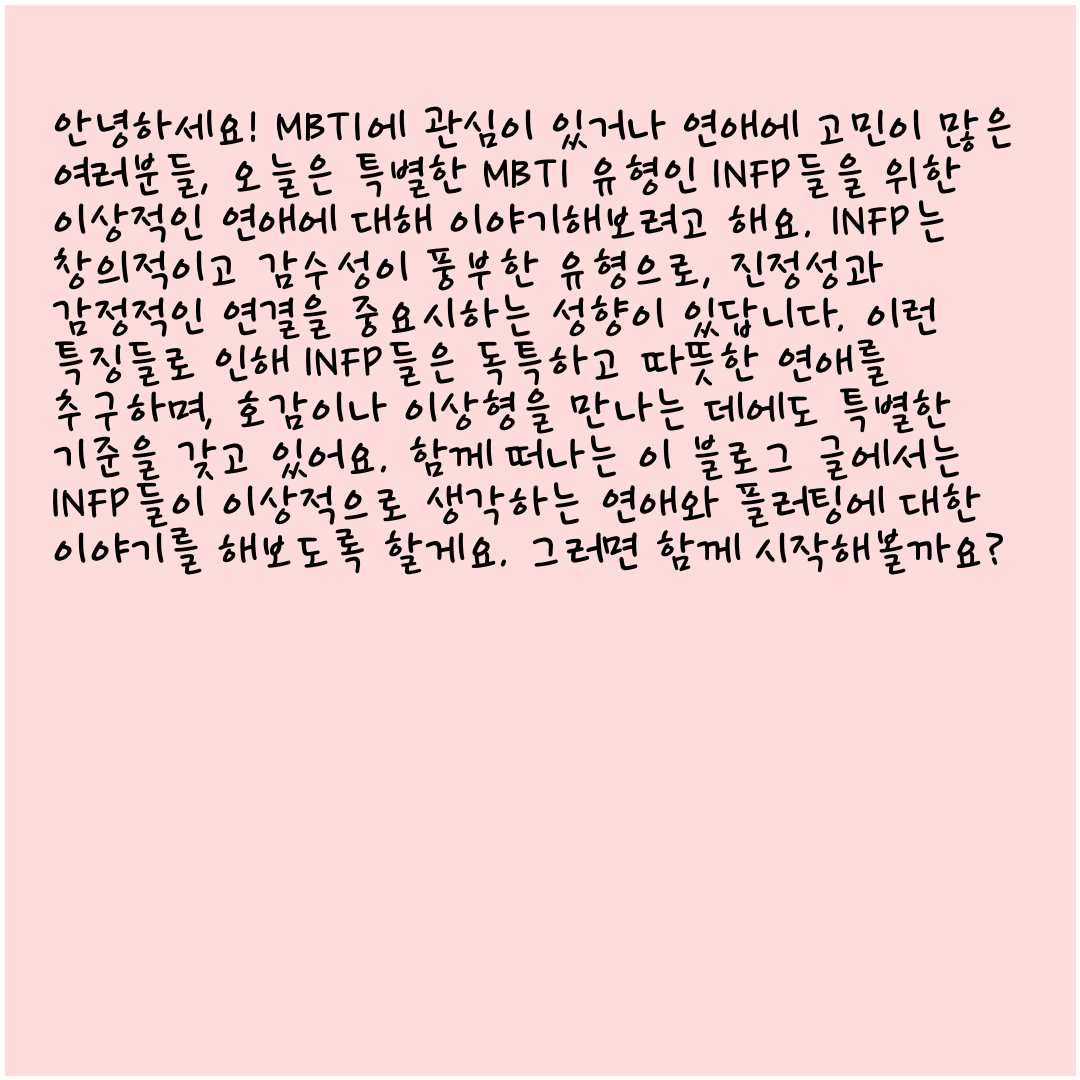 안녕하세요! MBTI에 관심이 있거나 연애에 고민이 많은
여러분들, 오늘은 특별한 MBTI 유형인 INFP들을 위한
이상적인 연애에 대해 이야기해보려고 해요. INFP는
창의적이고 감수성이 풍부한 유형으로, 진정성과
감정적인 연결을 중요시하는 성향이 있답니다. 이런
특징들로 인해 INFP들은 독특하고 따뜻한 연애를
추구하며, 호감이나 이상형을 만나는 데에도 특별한
기준을 갖고 있어요. 함께 떠나는 이 블로그 글에서는
INFP들이 이상적으로 생각하는 연애와 플러팅에 대한
이야기를 해보도록 할게요. 그러면 함께 시작해볼까요?